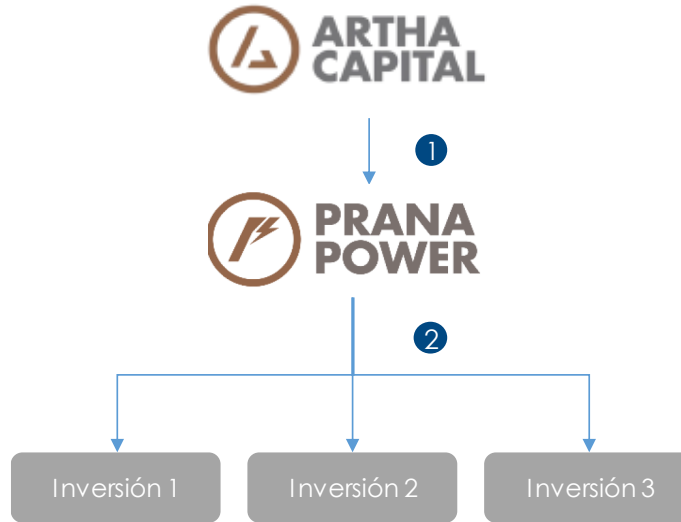 ARTHA
CAPITAL
1
PRANA
POWER
2
Inversión 1
Inversión 2
Inversión 3